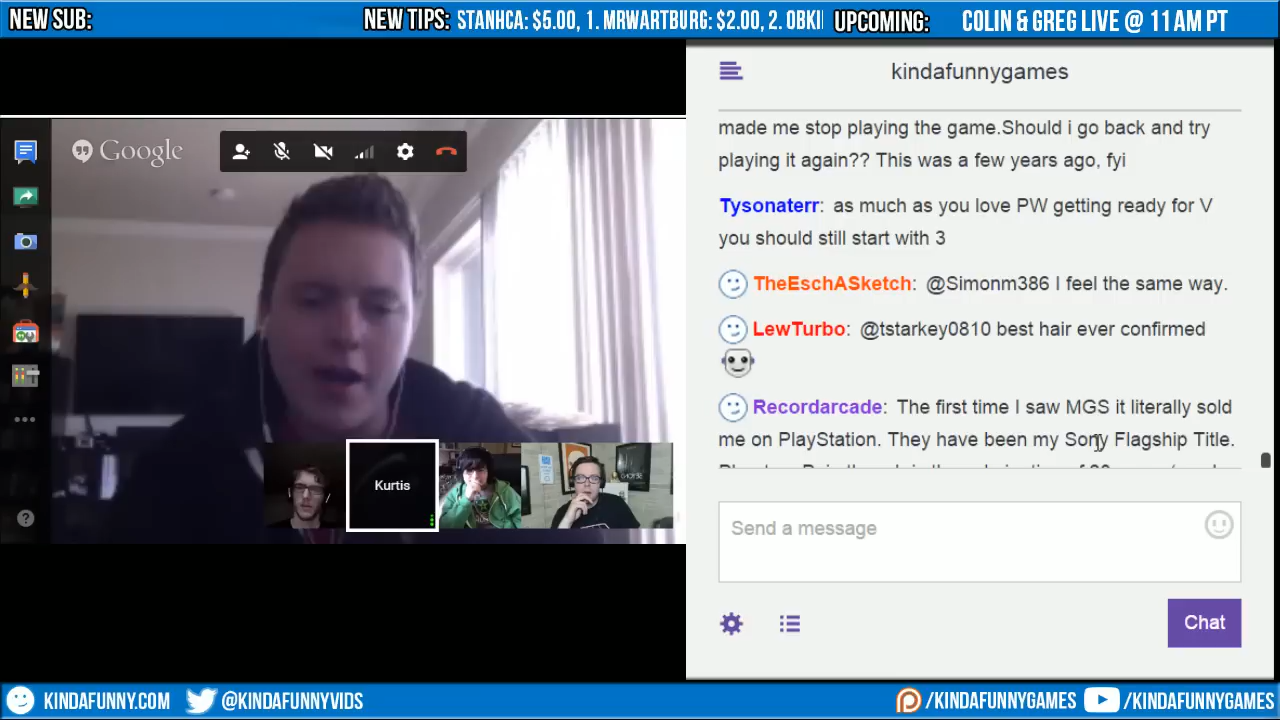 NEW SUB:
NEW TIPS: STANHCA: $5.00, 1. MRWARTBURG: $2.00, 2. OBKI
UPCOMING: COLIN & GREG LIVE @ 11 AM PT
kindafunnygames
made me stop playing the game.Should i go back and try
playing it again?? This was a few years ago, fyi
Tysonaterr: as much as you love PW getting ready for V
you should still start with 3
TheEschASketch: @Simonm386 I feel the same way.
LewTurbo: @tstarkey0810 best hair ever confirmed
Recordarcade: The first time I saw MGS it literally sold
me on PlayStation. They have been my Sony Flagship Title.
Google
Kurtis
Send a message
Chat
KINDAFUNNY.COM
@KINDAFUNNYVIDS
/KINDAFUNNYGAMES
/KINDAFUNNYGAMES